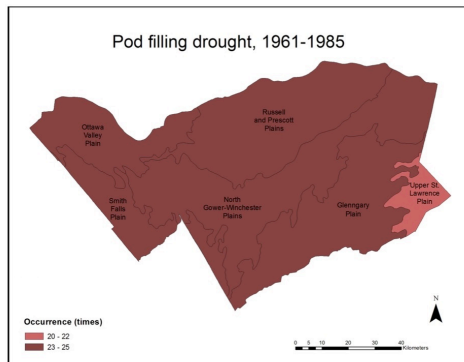 Pod filling drought, 1961-1985
Ottawa
Valley
Plain
Russell
and Prescott
Plains
Smith
Falls
Plain
North
Gower-Winchester
Plains
Glenngary
Plain
Upper St
Lawrence
Plain
N
Occurrence (times)
20 - 22
23 - 25
0 5 10 20 30 40
Kilometers